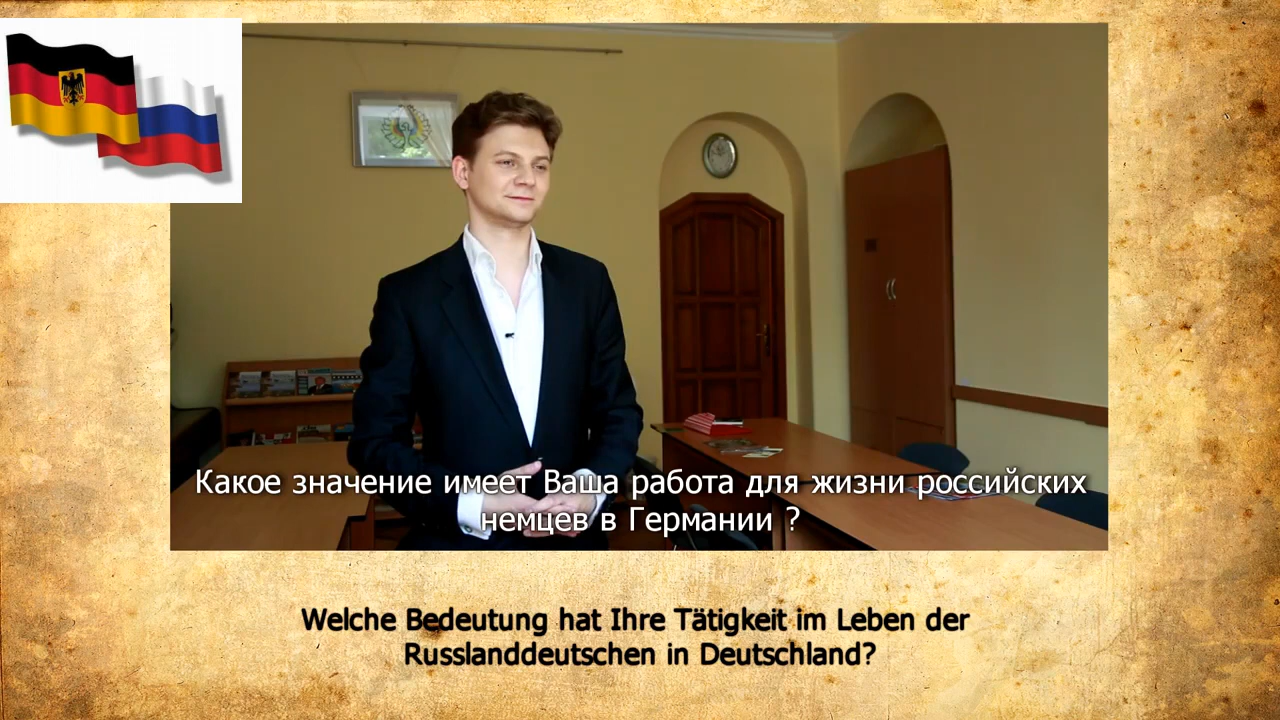 Какое значение имеет Ваша работа для жизни российских
немцев в Германии ?
Welche Bedeutung hat Ihre Tätigkeit im Leben der
Russlanddeutschen in Deutschland?